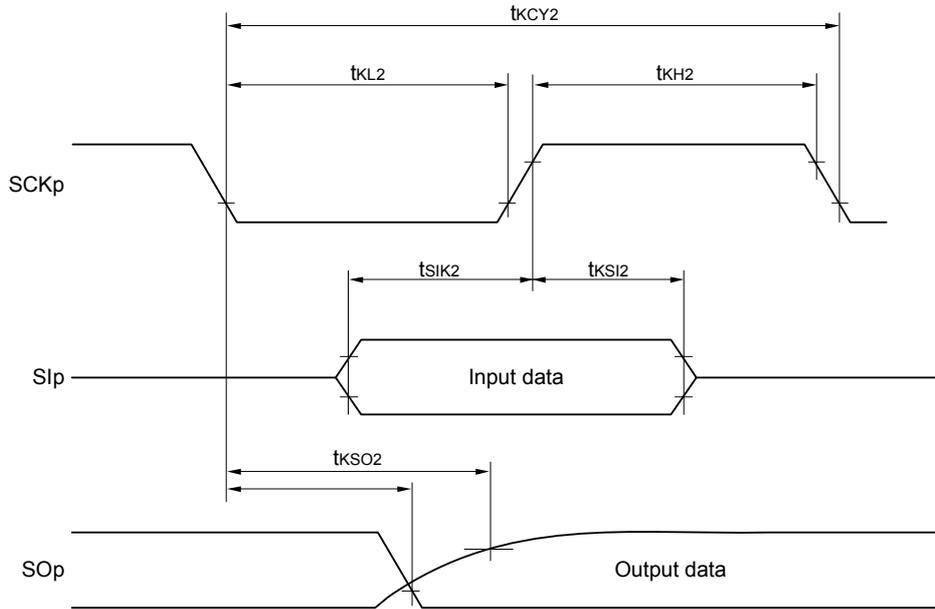 tKCY2
tKL2
tKH2
SCKp
tSIK2
tKSI2
SIp
Input data
tKSO2
SOp
Output data